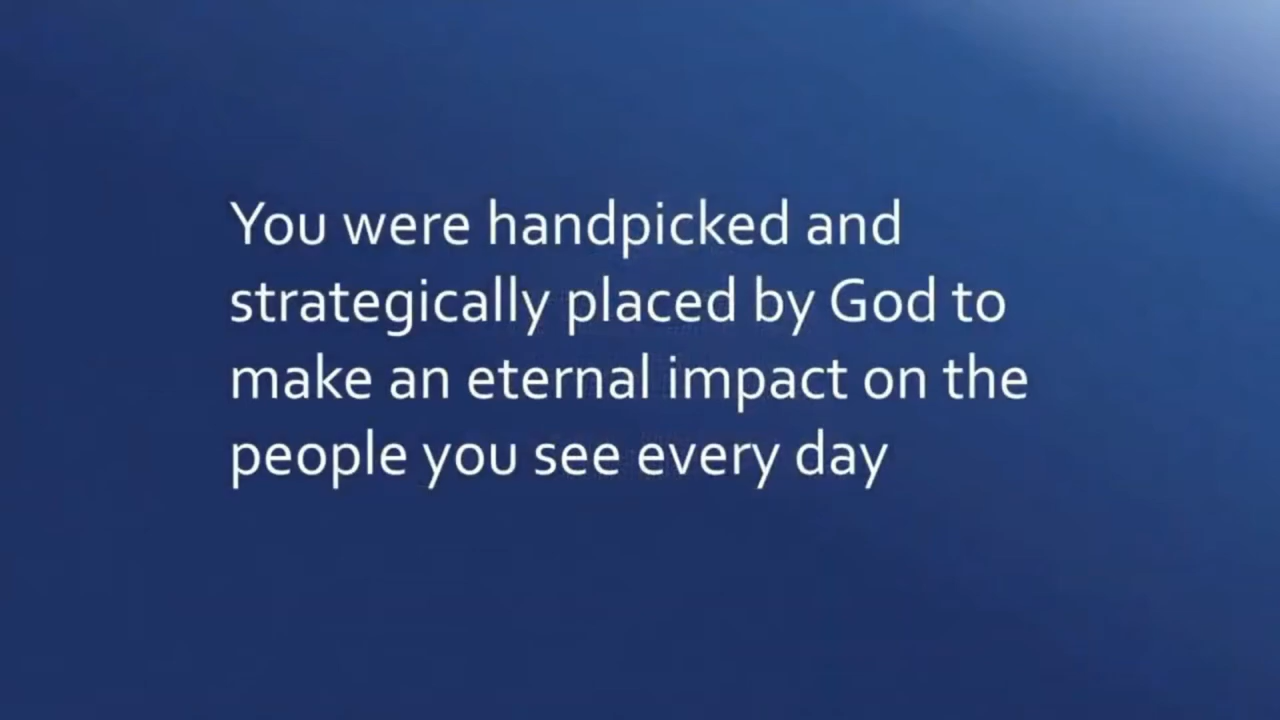 You were handpicked and
strategically placed by God to
make an eternal impact on the
people you see every day